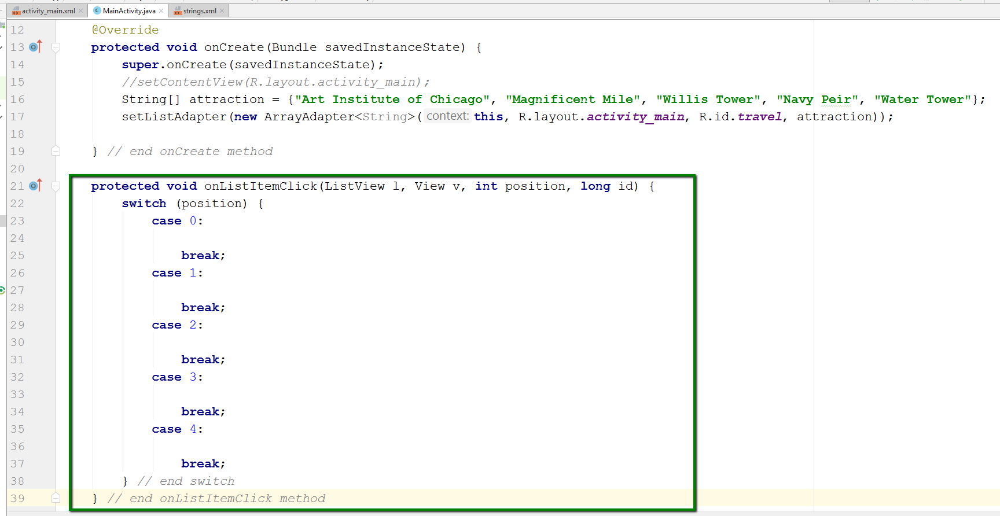 activity_main.xml × MainActivity.java × strings.xml ×
12 @Override
13 protected void onCreate(Bundle savedInstanceState) {
14 super.onCreate(savedInstanceState);
15 //setContentView(R.layout.activity_main);
16 String[] attraction = {"Art Institute of Chicago", "Magnificent Mile", "Willis Tower", "Navy Peir", "Water Tower"};
17 setListAdapter(new ArrayAdapter<String>( context: this, R.layout.activity_main, R.id.travel, attraction));
18
19 } // end onCreate method
20
21 protected void onListItemClick(ListView l, View v, int position, long id) {
22 switch (position) {
23 case 0:
24
25 break;
26 case 1:
27
28 break;
29 case 2:
30
31 break;
32 case 3:
33
34 break;
35 case 4:
36
37 break;
38 } // end switch
39 } // end onListItemClick method